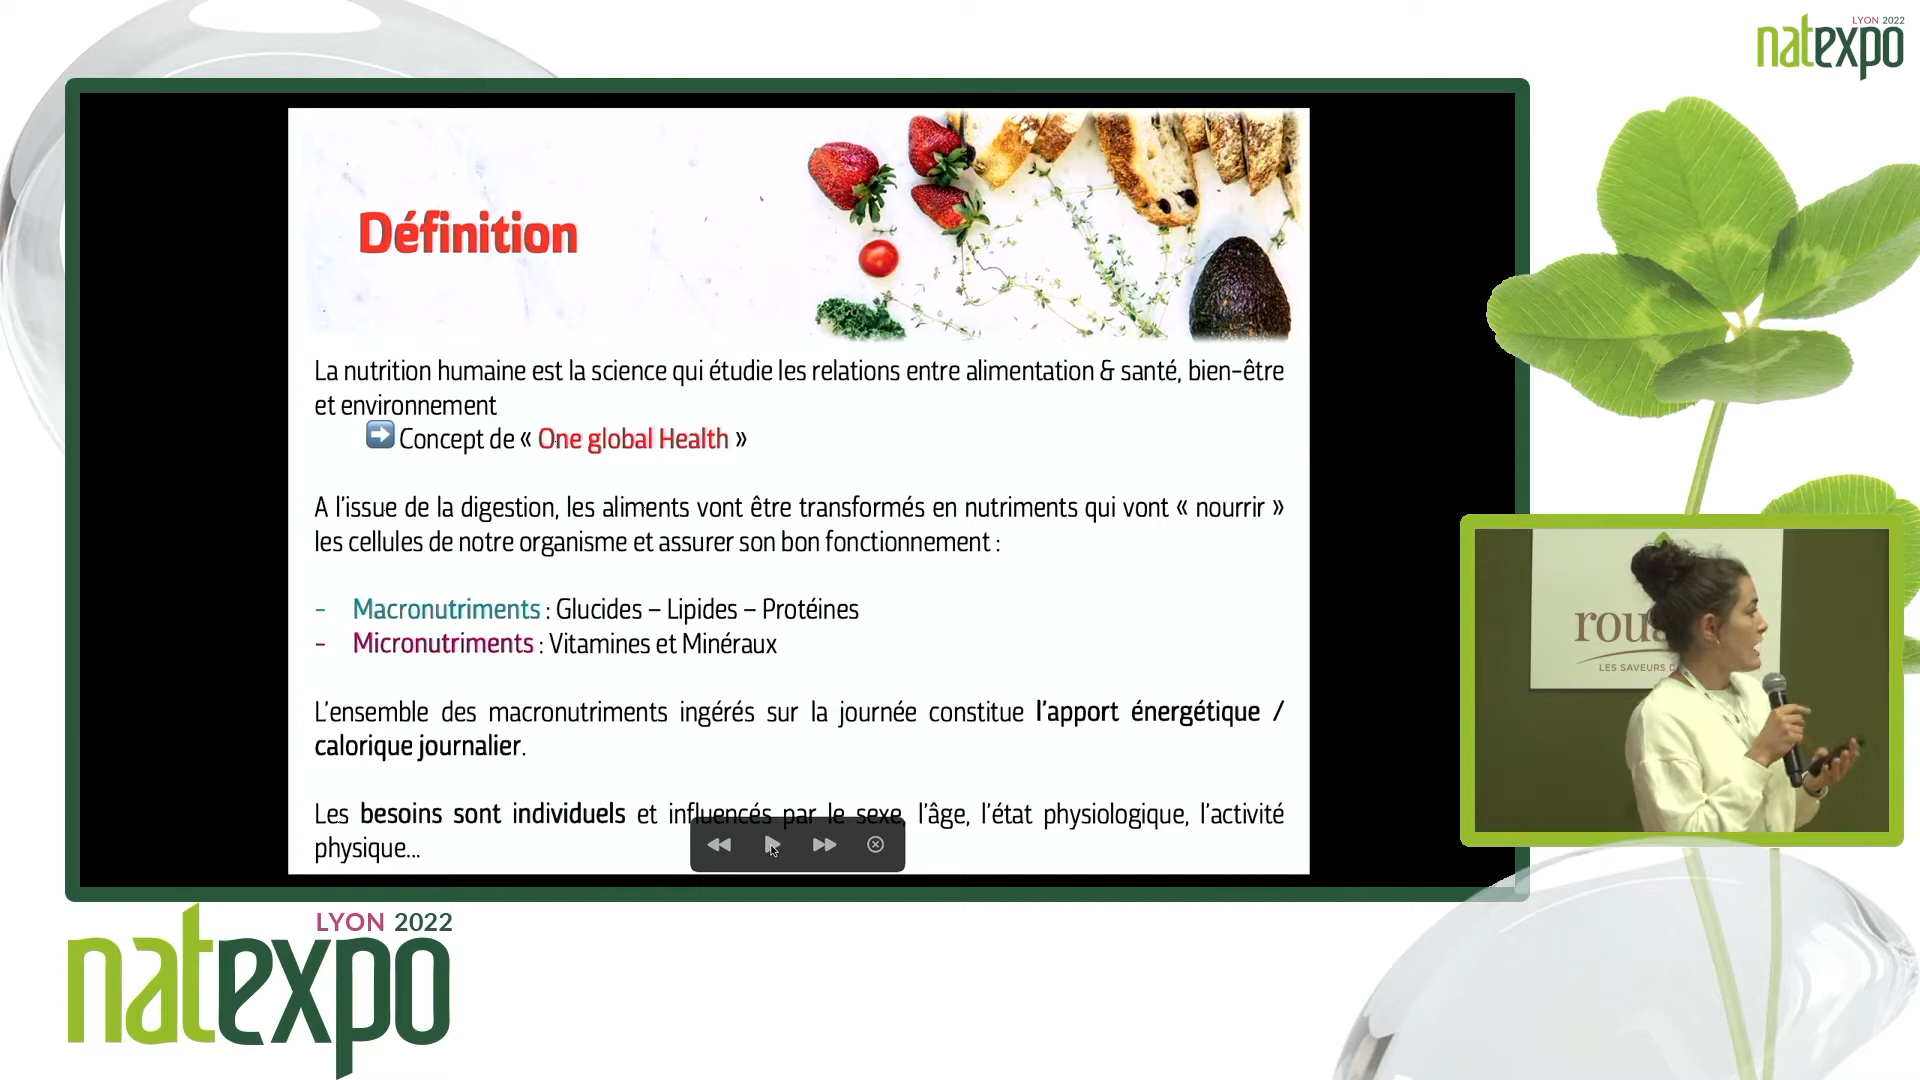 LYON 2022
natexpo
Définition
La nutrition humaine est la science qui étudie les relations entre alimentation & santé, bien-être
et environnement
➡ Concept de « One global Health »
A l'issue de la digestion, les aliments vont être transformés en nutriments qui vont « nourrir »
les cellules de notre organisme et assurer son bon fonctionnement :
- Macronutriments : Glucides – Lipides – Protéines
- Micronutriments : Vitamines et Minéraux
L'ensemble des macronutriments ingérés sur la journée constitue l'apport énergétique /
calorique journalier.
Les besoins sont individuels et influencés par le sexe, l'âge, l'état physiologique, l'activité
physique...
LES SAVEURS
LYON 2022
natexpo